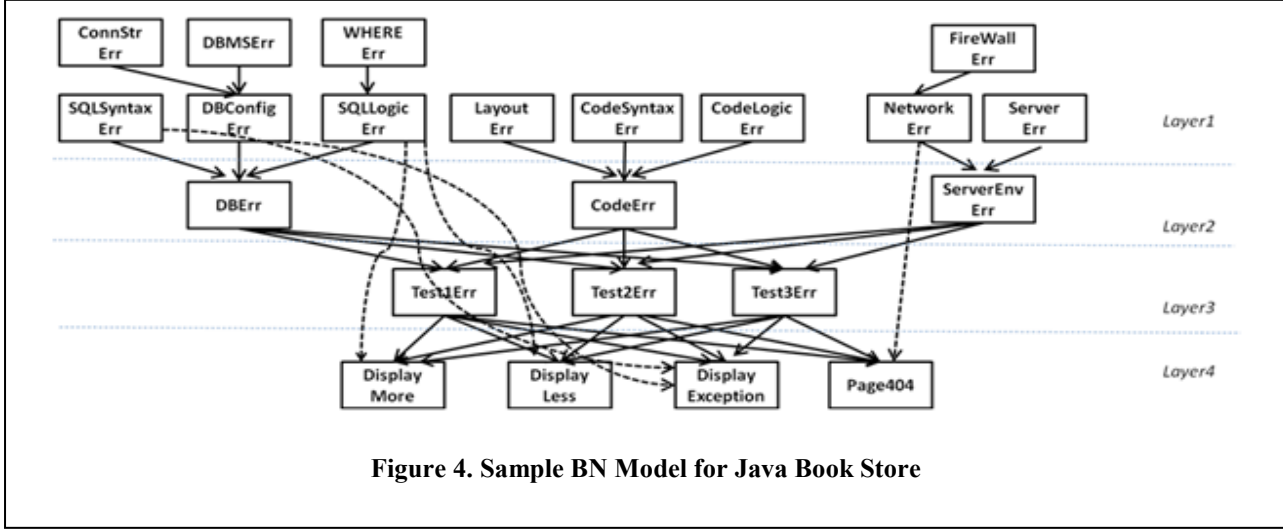 ConnStr
Err
DBMSErr
WHERE
Err
FireWall
Err
SQLSyntax
Err
DBConfig
Err
SQLLogic
Err
Layout
Err
CodeSyntax
Err
CodeLogic
Err
Network
Err
Server
Err
Layer1
DBErr
CodeErr
ServerEnv
Err
Layer2
Test1Err
Test2Err
Test3Err
Layer3
Display
More
Display
Less
Display
Exception
Page404
Layer4
Figure 4. Sample BN Model for Java Book Store